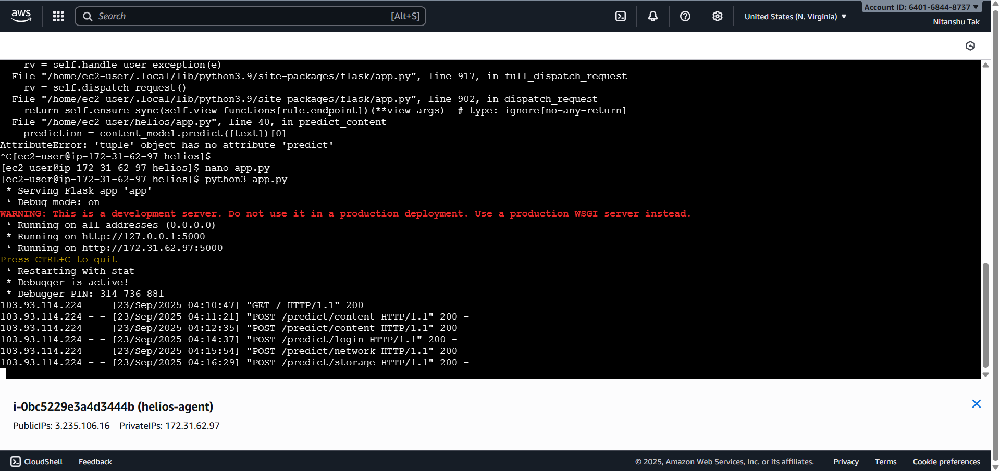 aws
Search
[Alt+S]
United States (N. Virginia) ▼
Account ID: 6401-6844-8737 ▼
Nitanshu Tak
    rv = self.handle_user_exception(e)
  File "/home/ec2-user/.local/lib/python3.9/site-packages/flask/app.py", line 917, in full_dispatch_request
    rv = self.dispatch_request()
  File "/home/ec2-user/.local/lib/python3.9/site-packages/flask/app.py", line 902, in dispatch_request
    return self.ensure_sync(self.view_functions[rule.endpoint])(**view_args)  # type: ignore[no-any-return]
  File "/home/ec2-user/helios/app.py", line 40, in predict_content
    prediction = content_model.predict([text])[0]
AttributeError: 'tuple' object has no attribute 'predict'
^C[ec2-user@ip-172-31-62-97 helios]$
[ec2-user@ip-172-31-62-97 helios]$ nano app.py
[ec2-user@ip-172-31-62-97 helios]$ python3 app.py
 * Serving Flask app 'app'
 * Debug mode: on
WARNING: This is a development server. Do not use it in a production deployment. Use a production WSGI server instead.
 * Running on all addresses (0.0.0.0)
 * Running on http://127.0.0.1:5000
 * Running on http://172.31.62.97:5000
Press CTRL+C to quit
 * Restarting with stat
 * Debugger is active!
 * Debugger PIN: 314-736-881
103.93.114.224 - - [23/Sep/2025 04:10:47] "GET / HTTP/1.1" 200 -
103.93.114.224 - - [23/Sep/2025 04:11:21] "POST /predict/content HTTP/1.1" 200 -
103.93.114.224 - - [23/Sep/2025 04:12:35] "POST /predict/content HTTP/1.1" 200 -
103.93.114.224 - - [23/Sep/2025 04:14:37] "POST /predict/login HTTP/1.1" 200 -
103.93.114.224 - - [23/Sep/2025 04:15:54] "POST /predict/network HTTP/1.1" 200 -
103.93.114.224 - - [23/Sep/2025 04:16:29] "POST /predict/storage HTTP/1.1" 200 -
i-0bc5229e3a4d3444b (helios-agent)
PublicIPs: 3.235.106.16 PrivateIPs: 172.31.62.97
CloudShell Feedback © 2025, Amazon Web Services, Inc. or its affiliates. Privacy Terms Cookie preferences